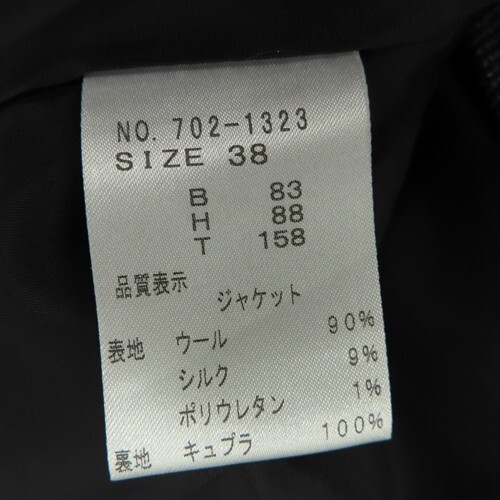 NO. 702-1323
SIZE 38
B 83
H 88
T 158
品質表示
ジャケット
表地 ウール 90%
シルク 9%
ポリウレタン 1%
裏地 キュプラ 100%